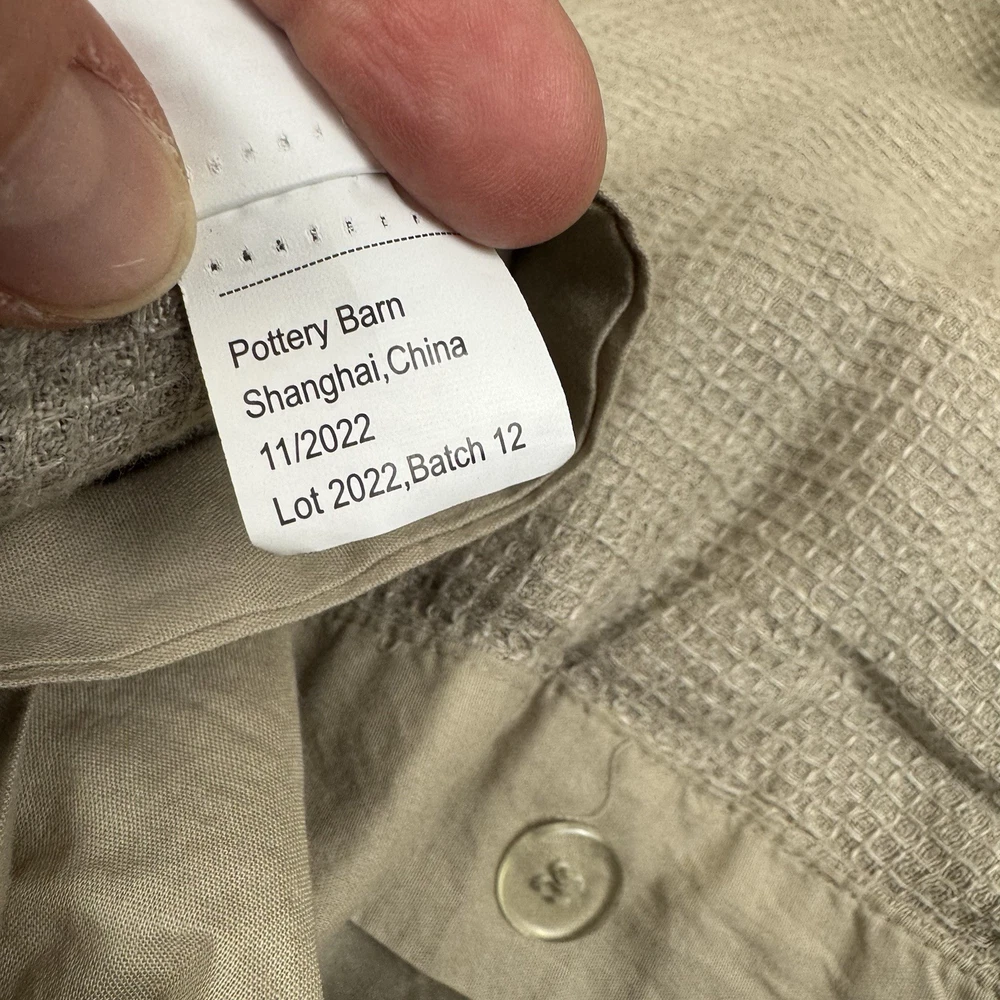 Pottery Barn
Shanghai,China
11/2022
Lot 2022,Batch 12